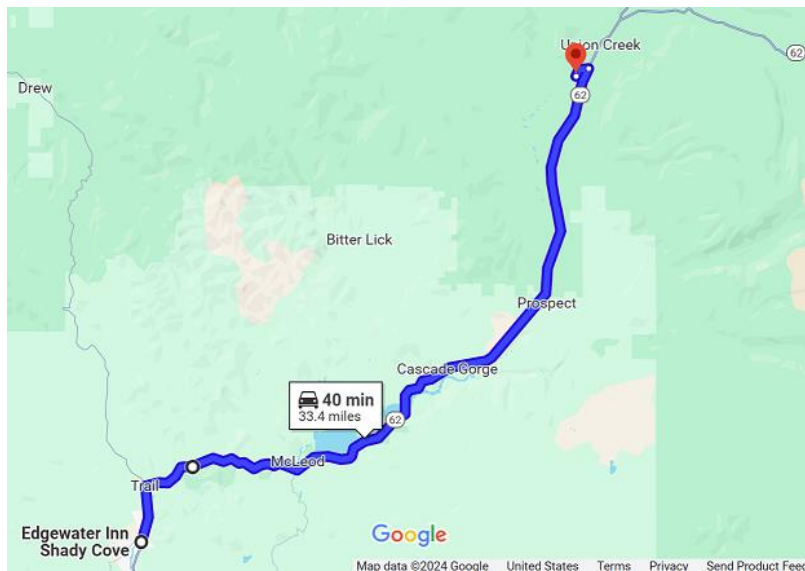 Union Creek
62
62
Drew
Bitter Lick
Prospect
Cascade Gorge
40 min
33.4 miles
62
McLeod
Trail
Edgewater Inn
Shady Cove
Google
Map data ©2024 Google United States Terms Privacy Send Product Feed